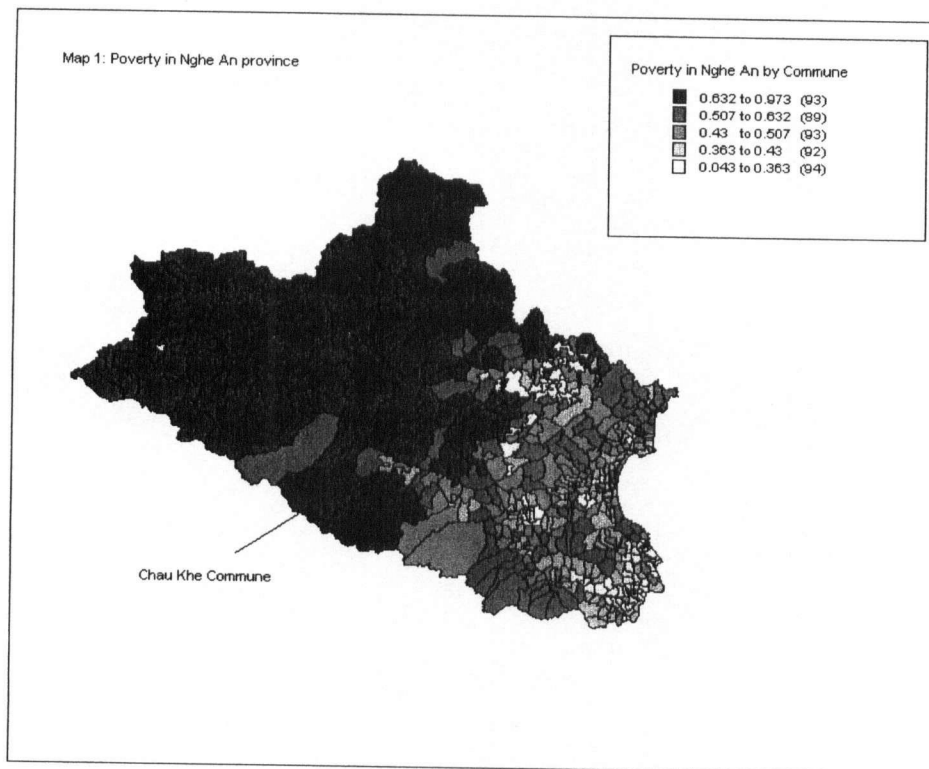 Map 1: Poverty in Nghe An province
Poverty in Nghe An by Commune
0.632 to 0.973 (93)
0.507 to 0.632 (89)
0.43 to 0.507 (93)
0.363 to 0.43 (92)
0.043 to 0.363 (94)
Chau Khe Commune